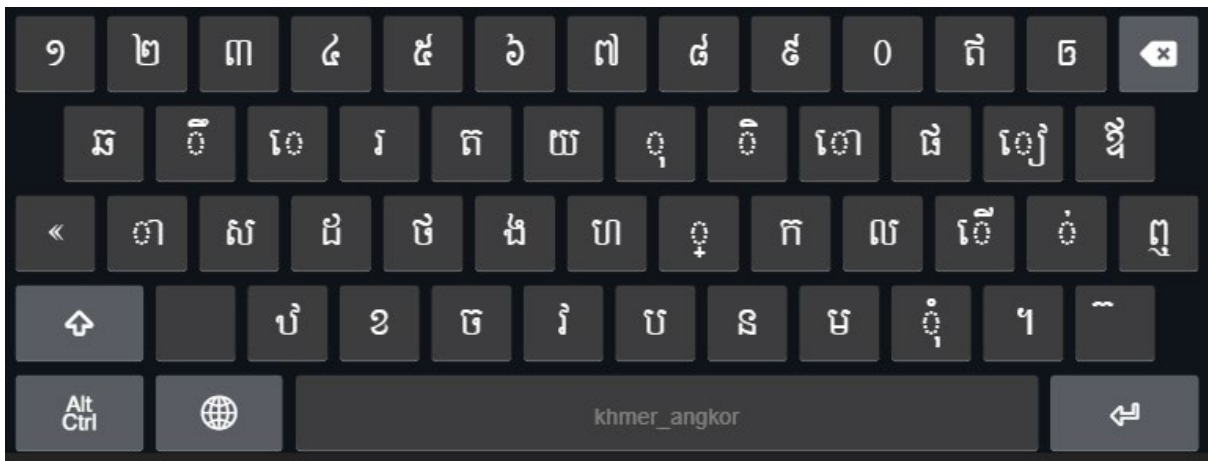 ១ ២ ៣ ៤ ៥ ៦ ៧ ៨ ៩ ០ ឥ ឲ
ឆ ឹ េ រ ត យ ុ ិ ោ ផ ៀ ឪ
« ា ស ដ ថ ង ហ ្ ក ល ើ ់ ឮ
ឋ ខ ច វ ប ន ម ុំ ។ ៊
Alt
Ctrl
khmer_angkor